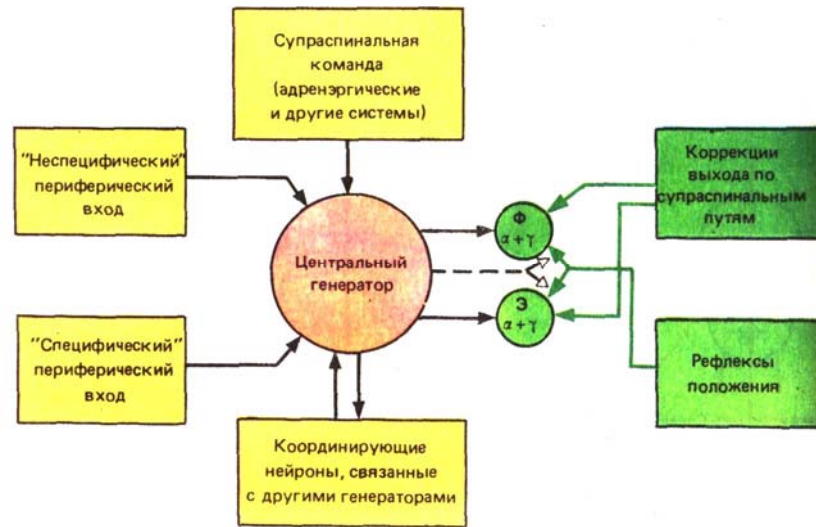 Супраспинальная
команда
(адренэргические
и другие системы)
"Неспецифический"
периферический
вход
Коррекции
выхода по
супраспинальным
путям
Ф
α + γ
Центральный
генератор
З
α + γ
"Специфический"
периферический
вход
Рефлексы
положения
Координирующие
нейроны, связанные
с другими генераторами